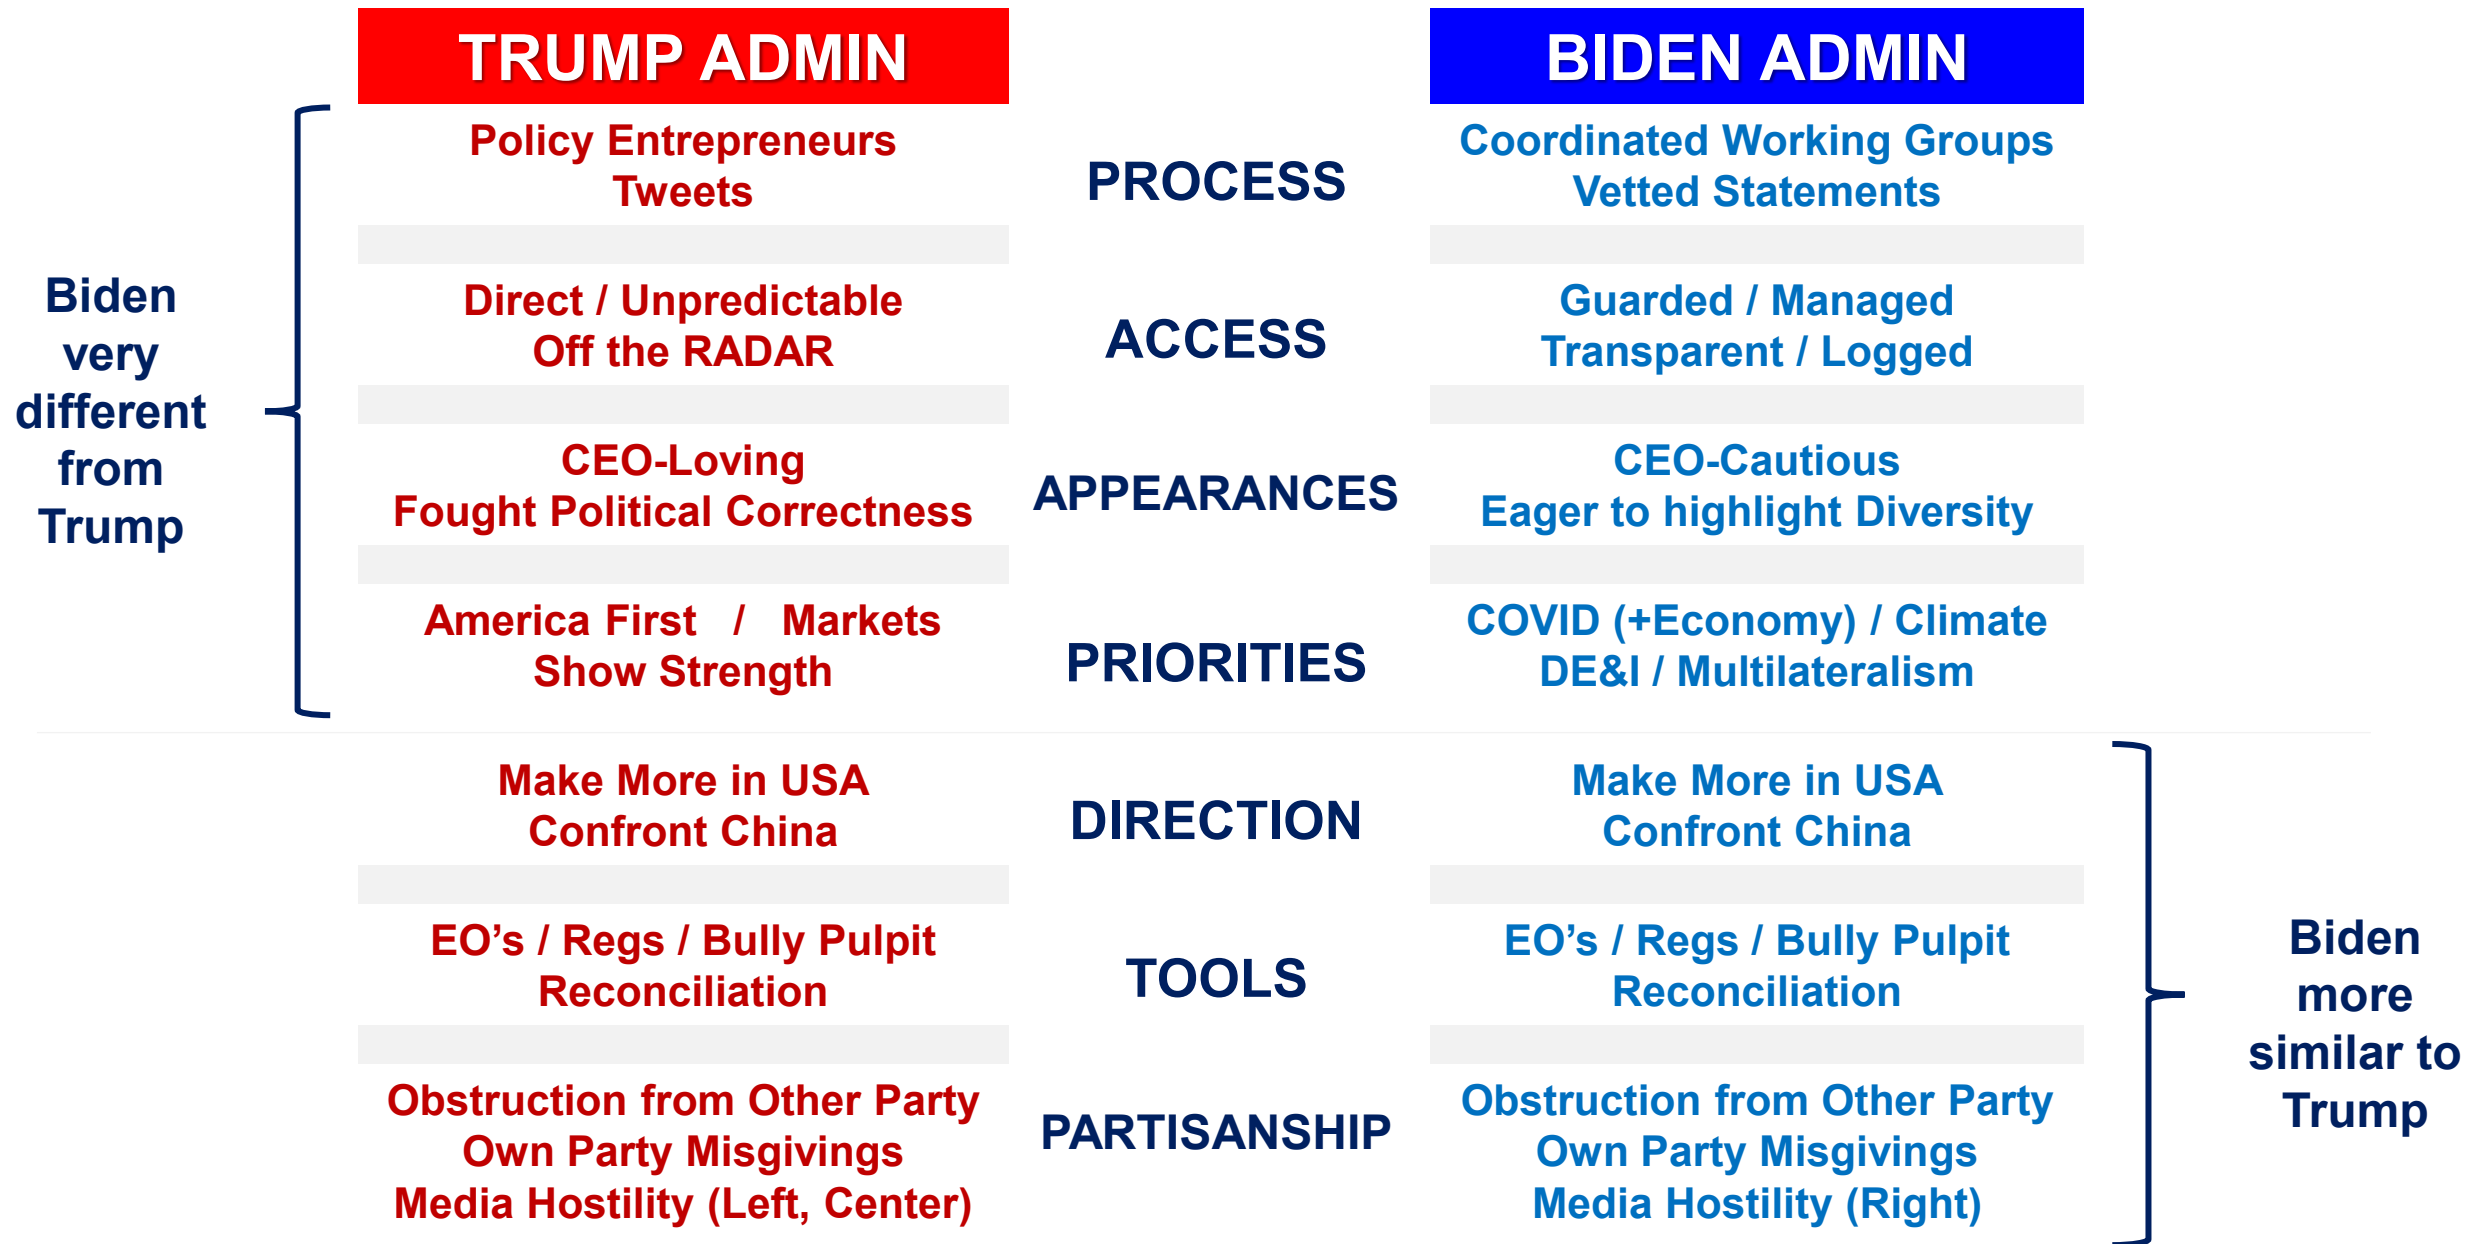 TRUMP ADMIN
BIDEN ADMIN
Biden
very
different
from
Trump
Policy Entrepreneurs
Tweets
PROCESS
Coordinated Working Groups
Vetted Statements
Direct / Unpredictable
Off the RADAR
ACCESS
Guarded / Managed
Transparent / Logged
CEO-Loving
Fought Political Correctness
APPEARANCES
CEO-Cautious
Eager to highlight Diversity
America First / Markets
Show Strength
PRIORITIES
COVID (+Economy) / Climate
DE&I / Multilateralism
Make More in USA
Confront China
DIRECTION
Make More in USA
Confront China
EO’s / Regs / Bully Pulpit
Reconciliation
TOOLS
EO’s / Regs / Bully Pulpit
Reconciliation
Obstruction from Other Party
Own Party Misgivings
Media Hostility (Left, Center)
PARTISANSHIP
Obstruction from Other Party
Own Party Misgivings
Media Hostility (Right)
Biden
more
similar to
Trump